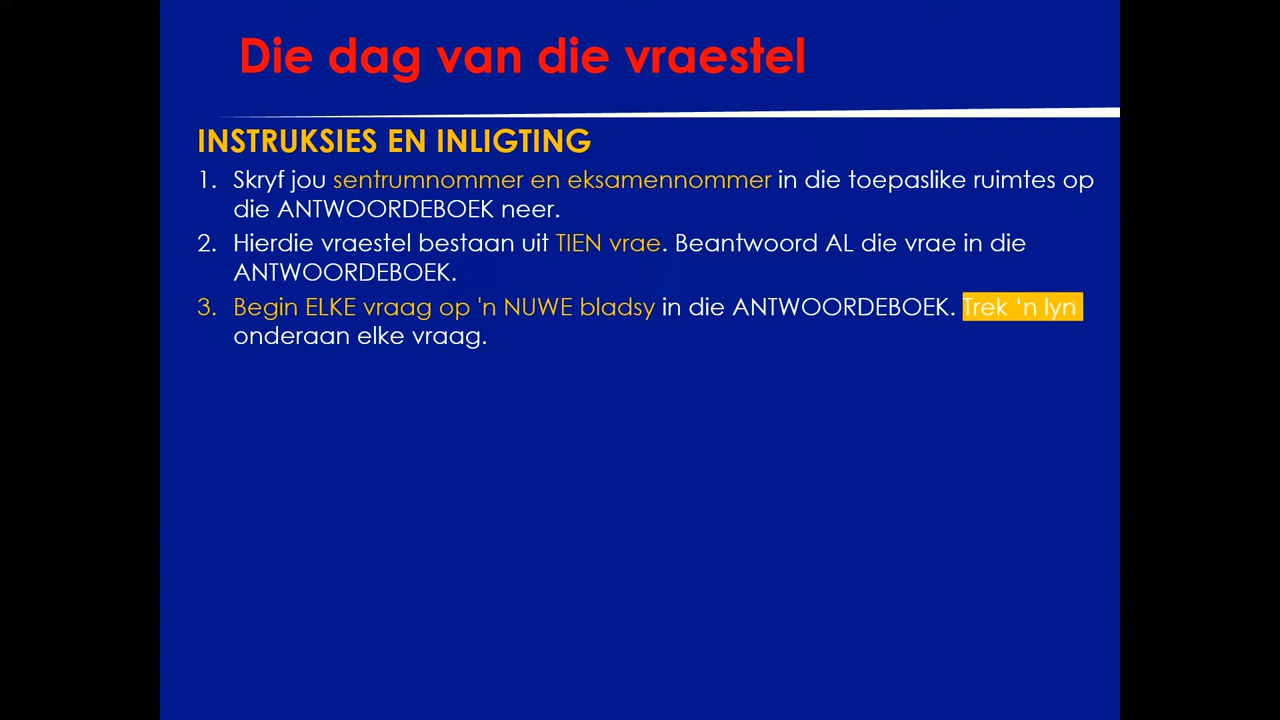 Die dag van die vraestel
INSTRUKSIES EN INLIGTING
1. Skryf jou sentrumnommer en eksamennommer in die toepaslike ruimtes op
die ANTWOORDEBOEK neer.
2. Hierdie vraestel bestaan uit TIEN vrae. Beantwoord AL die vrae in die
ANTWOORDEBOEK.
3. Begin ELKE vraag op 'n NUWE bladsy in die ANTWOORDEBOEK. Trek ‘n lyn
onderaan elke vraag.